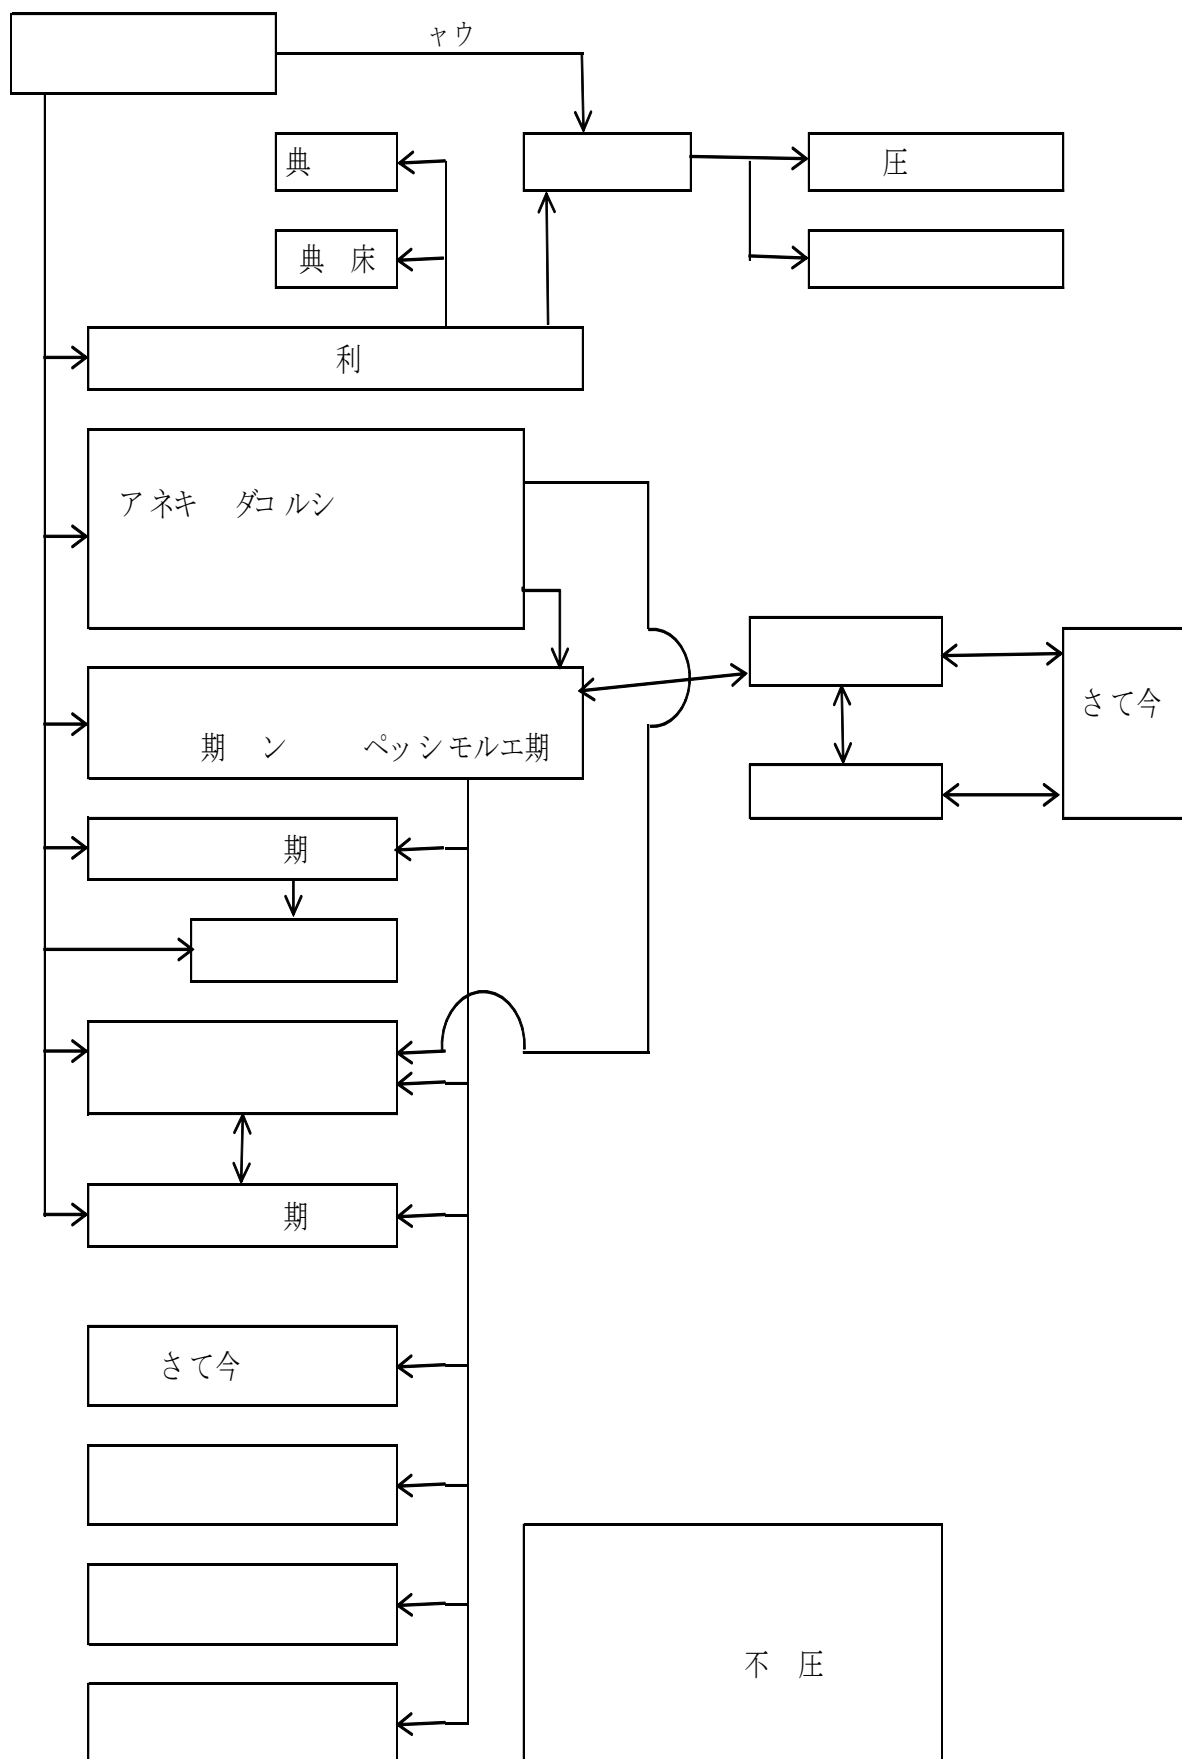 ャウ
典
圧
典 床
利
アネキ ダコルシ
さて今
期 ン ペッシモルエ期
期
期
さて今
不 圧